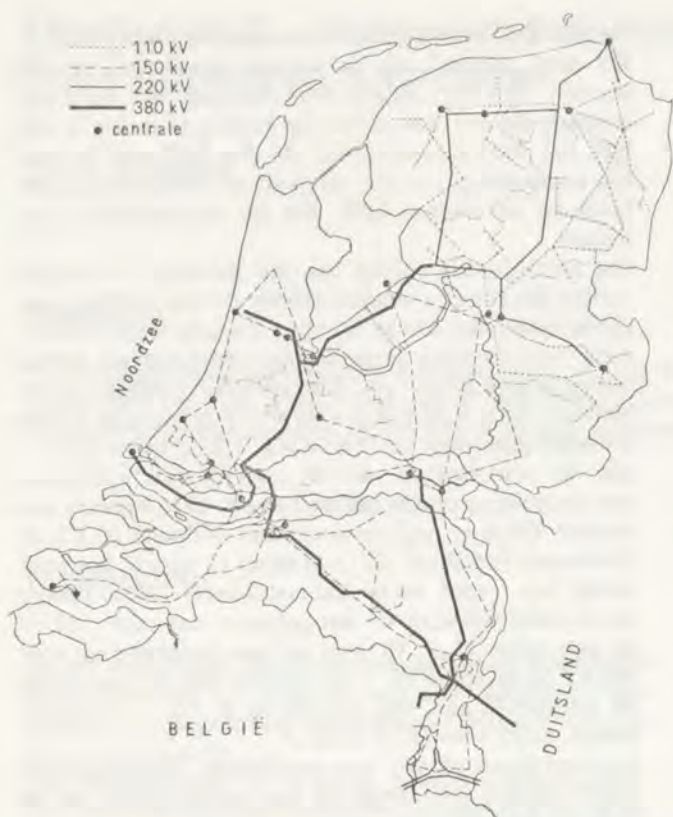 110 kV
150 kV
220 kV
380 kV
centrale
Noordzee
BELGIË
DUITSLAND